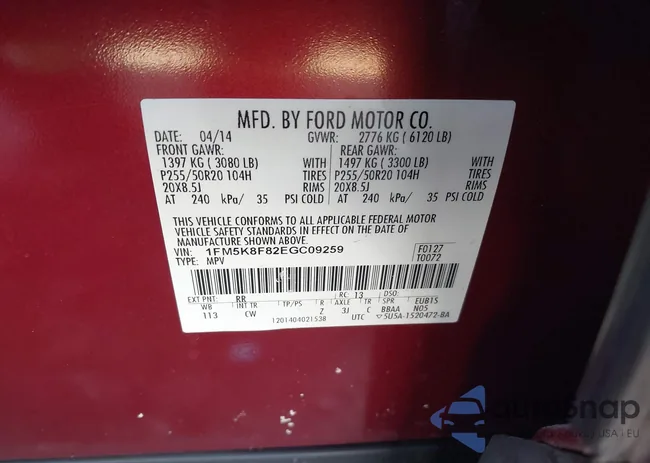 MFD. BY FORD MOTOR CO.
DATE: 04/14 GVWR: 2776 KG ( 6120 LB)
FRONT GAWR: REAR GAWR:
1397 KG ( 3080 LB) WITH 1497 KG ( 3300 LB) WITH
P255/50R20 104H TIRES P255/50R20 104H TIRES
20X8.5J RIMS 20X8.5J RIMS
AT 240 kPa/ 35 PSI COLD AT 240 kPa/ 35 PSI COLD
THIS VEHICLE CONFORMS TO ALL APPLICABLE FEDERAL MOTOR
VEHICLE SAFETY STANDARDS IN EFFECT ON THE DATE OF
MANUFACTURE SHOWN ABOVE.
VIN: 1FM5K8F82EGC09259 F0127
TYPE: MPV T0072
EXT PNT: RR RC: 13 DSO:
WB INT TR TP/PS R AXLE TR SPR EUB15
113 CW Z 3J C BBAA N05
1201404021538 UTC ▽5U5A-1520472-BA
USA | EU